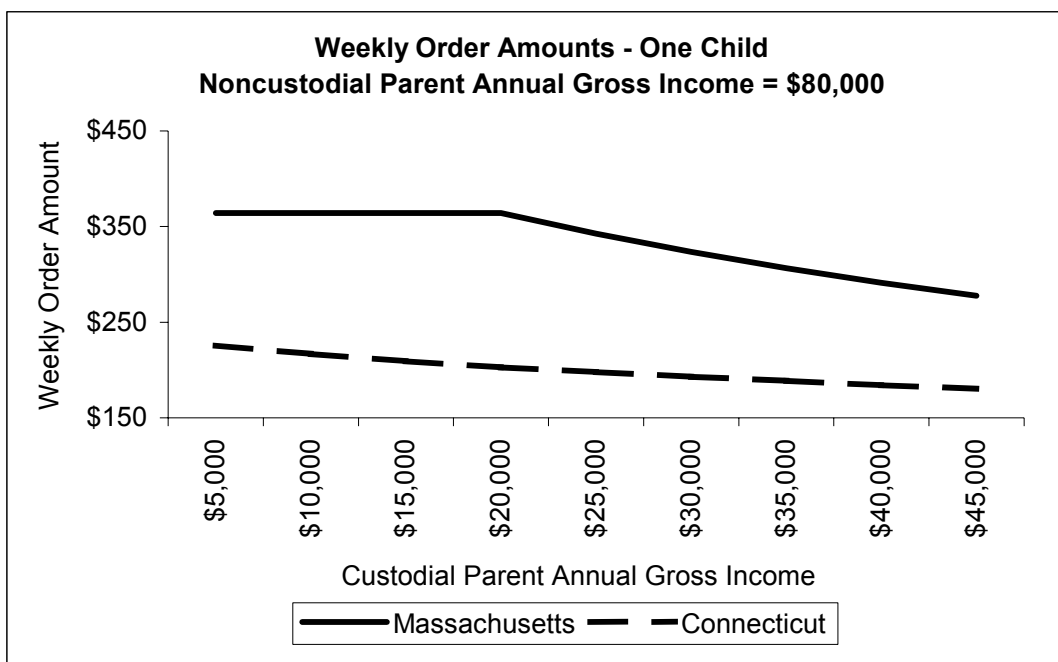 Weekly Order Amounts - One Child
Noncustodial Parent Annual Gross Income = $80,000
Weekly Order Amount
$450
$350
$250
$150
$5,000
$10,000
$15,000
$20,000
$25,000
$30,000
$35,000
$40,000
$45,000
Custodial Parent Annual Gross Income
Massachusetts
Connecticut